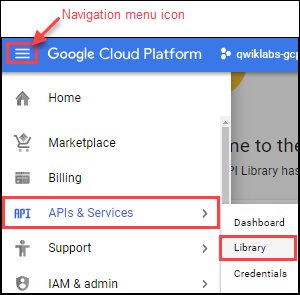 Navigation menu icon
Google Cloud Platform
qwiklabs-gcp
Home
Marketplace
Billing
me to the
PI Library has
API APIs & Services
Dashboard
Support
Library
IAM & admin
Credentials